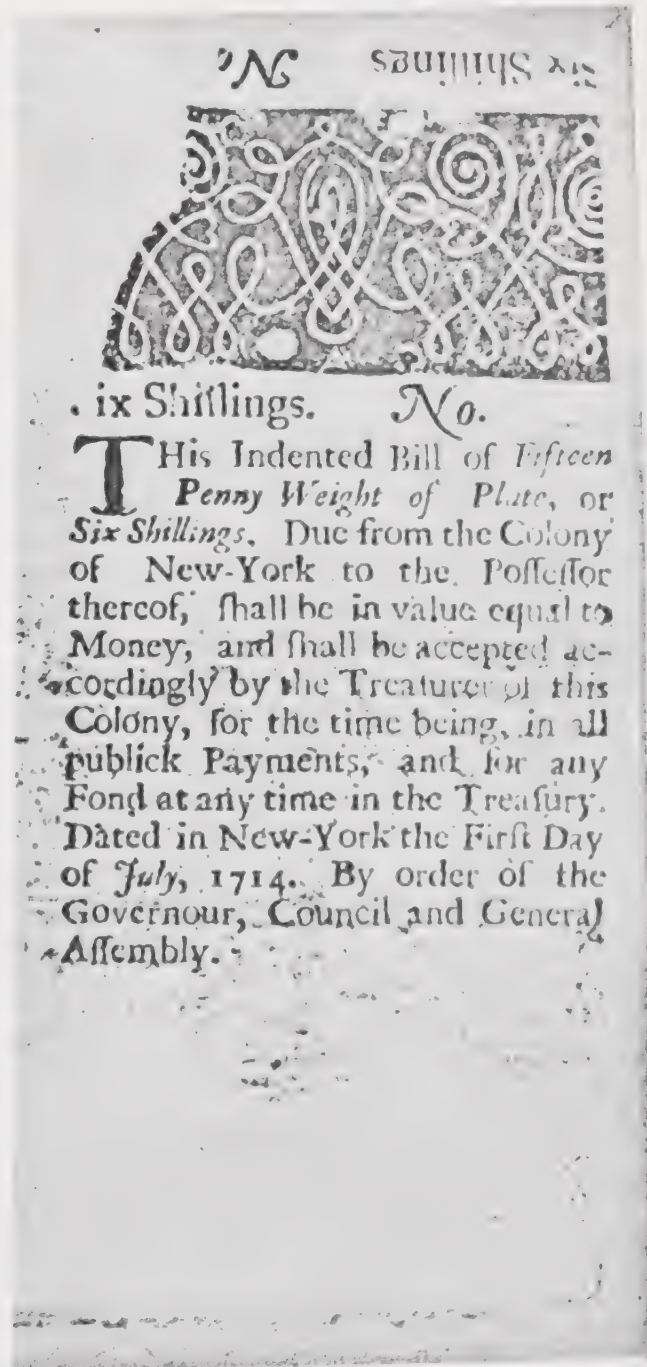 Six Shillings No
ix Shillings. No.
THis Indented Bill of Fifteen
Penny Weight of Plate, or
Six Shillings, Due from the Colony
of New-York to the Poſſeſſor
thereof, ſhall be in value equal to
Money, and ſhall be accepted ac-
cordingly by the Treaſurer of this
Colony, for the time being, in all
publick Payments, and for any
Fond at any time in the Treaſury.
Dated in New-York the Firſt Day
of July, 1714. By order of the
Governour, Council and General
Aſſembly.